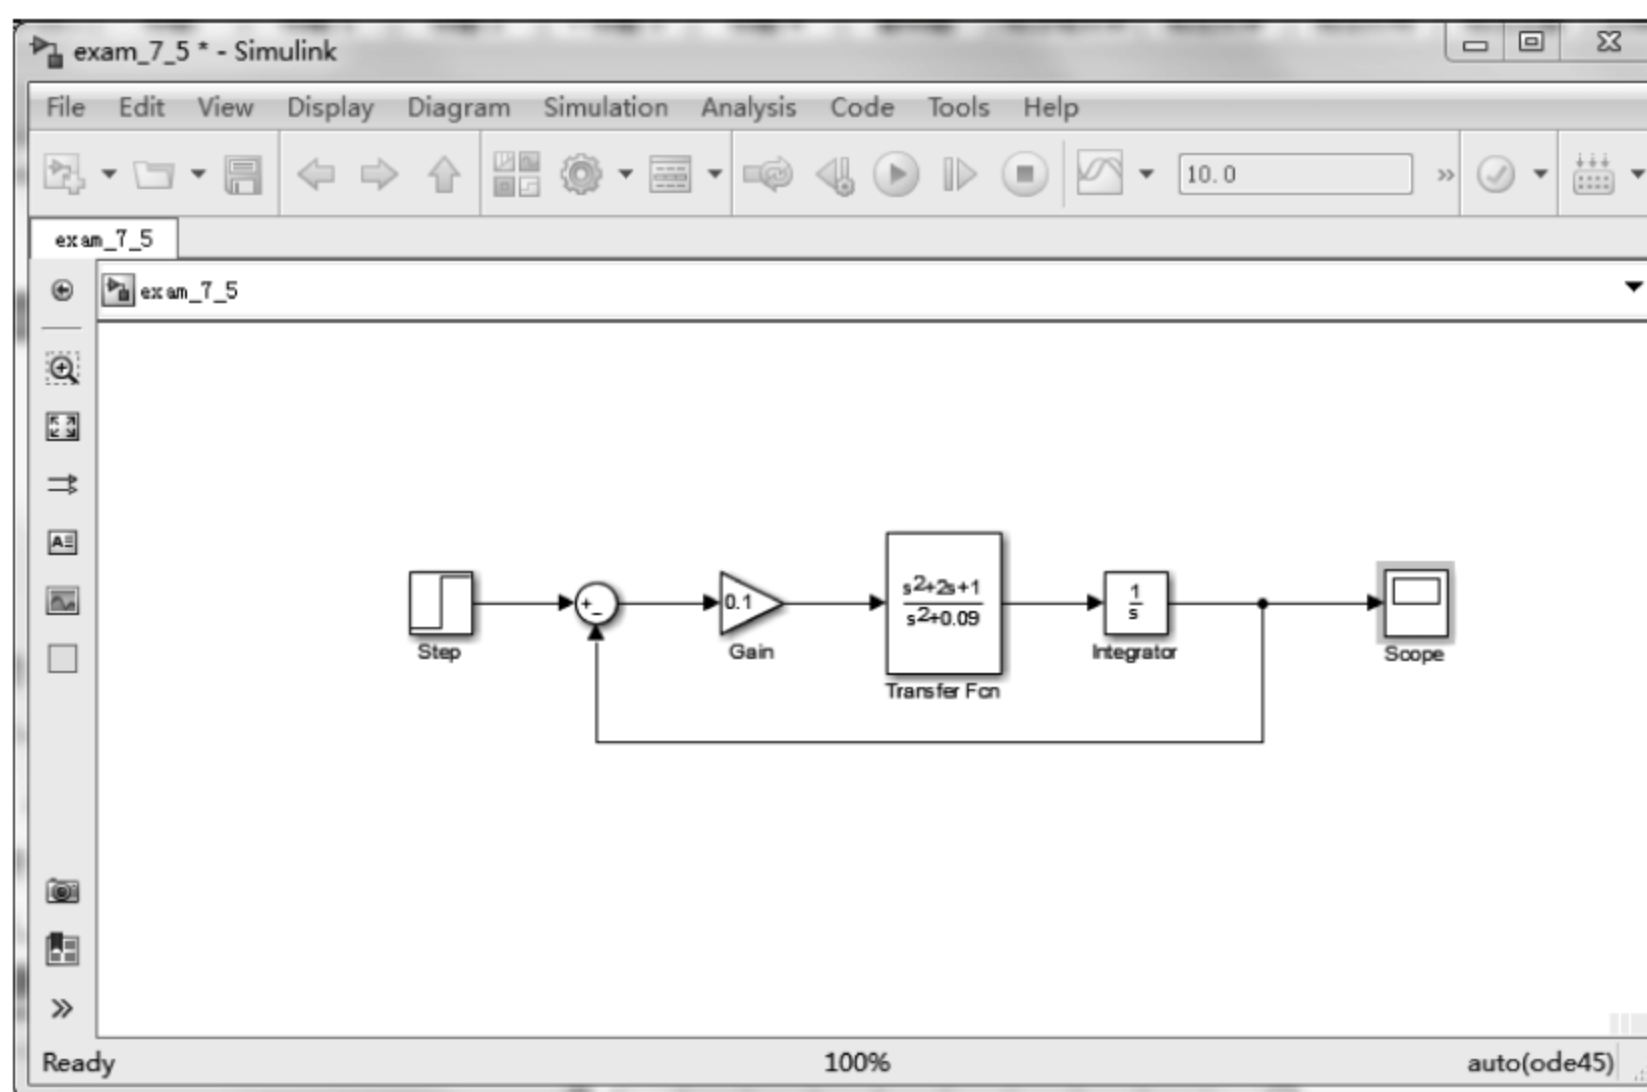 exam_7_5 * - Simulink
File Edit View Display Diagram Simulation Analysis Code Tools Help
10.0
exam_7_5
exam_7_5
s2+2s+1
s2+0.09
+
-
0.1
1
s
Step
Gain
Integrator
Scope
Transfer Fcn
Ready 100% auto(ode45)